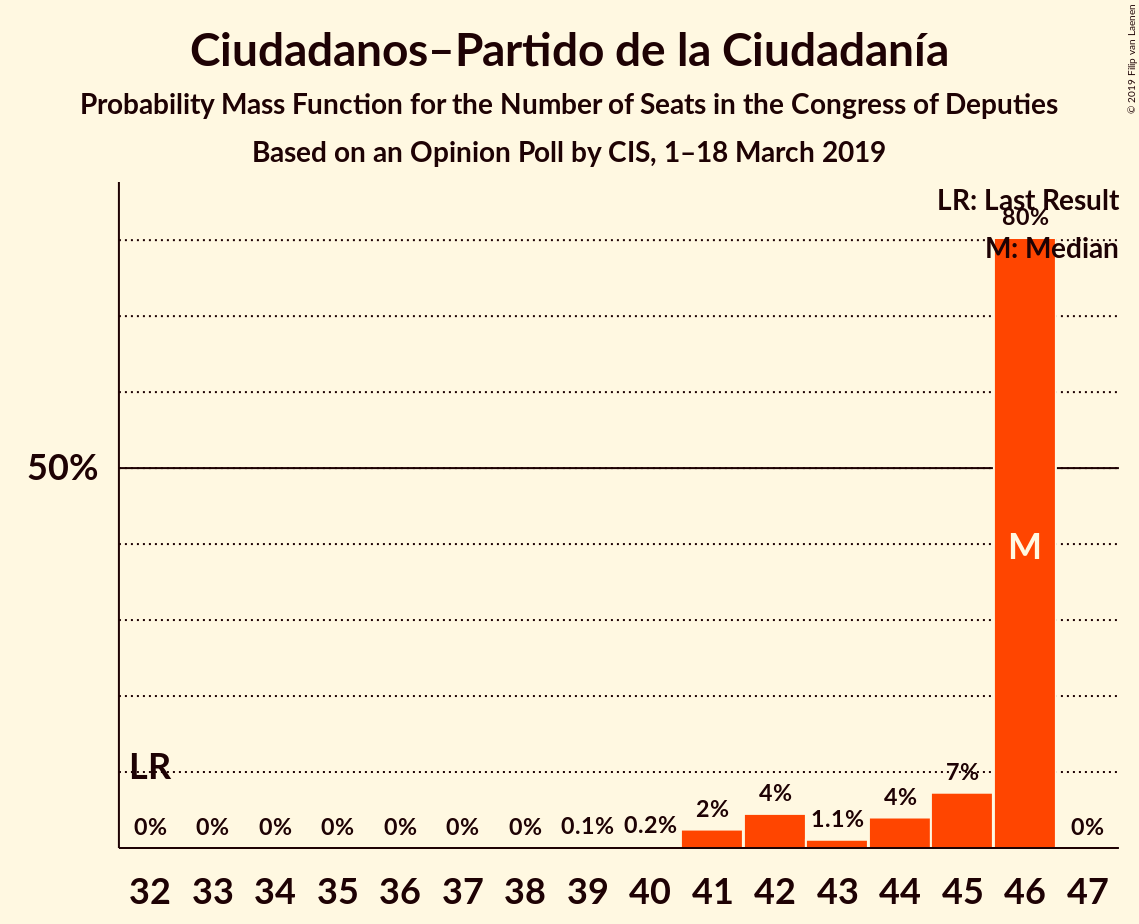 Ciudadanos–Partido de la Ciudadanía
Probability Mass Function for the Number of Seats in the Congress of Deputies
Based on an Opinion Poll by CIS, 1–18 March 2019
© 2019 Filip van Laenen
LR: Last Result
80%
M: Median
50%
M
LR
0% 0% 0% 0% 0% 0% 0% 0.1% 0.2% 2% 4% 1.1% 4% 7% 0%
32 33 34 35 36 37 38 39 40 41 42 43 44 45 46 47